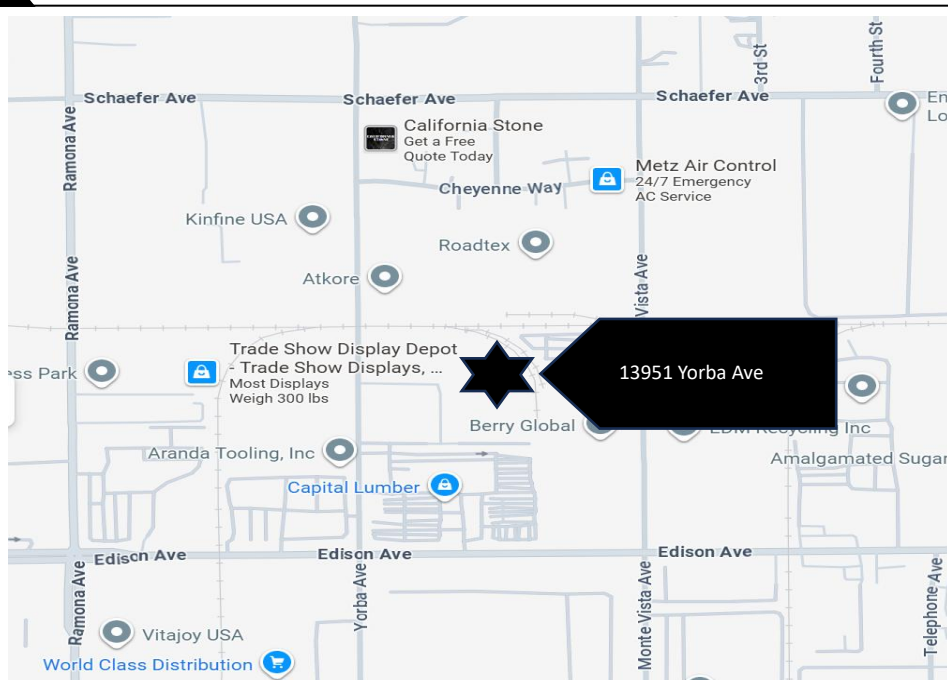 3rd St
Fourth St
Schaefer Ave
Schaefer Ave
Schaefer Ave
En
Lo
Ramona Ave
California Stone
Get a Free
Quote Today
Metz Air Control
24/7 Emergency
AC Service
Cheyenne Way
Kinfine USA
Roadtex
Atkore
Ramona Ave
Vista Ave
Trade Show Display Depot
- Trade Show Displays, ...
Most Displays
Weigh 300 lbs
ess Park
13951 Yorba Ave
Berry Global
EDM Recycling Inc
Aranda Tooling, Inc
Amalgamated Sugar
Capital Lumber
Edison Ave
Edison Ave
Edison Ave
Ramona Ave
Yorba Ave
Monte Vista Ave
Telephone Ave
Vitajoy USA
World Class Distribution